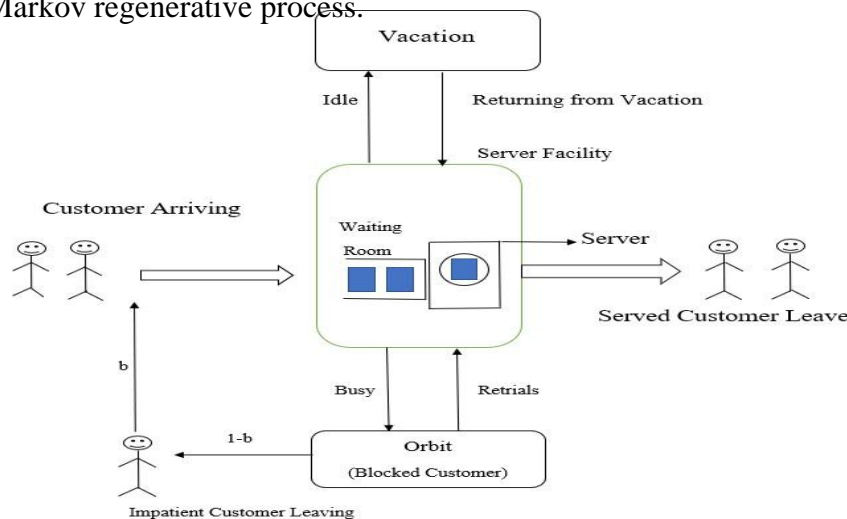 Markov regenerative process.
Vacation
Idle
Returning from Vacation
Server Facility
Customer Arriving
Waiting
Room
Server
Served Customer Leave
b
Busy
Retrials
1-b
Orbit
(Blocked Customer)
Impatient Customer Leaving